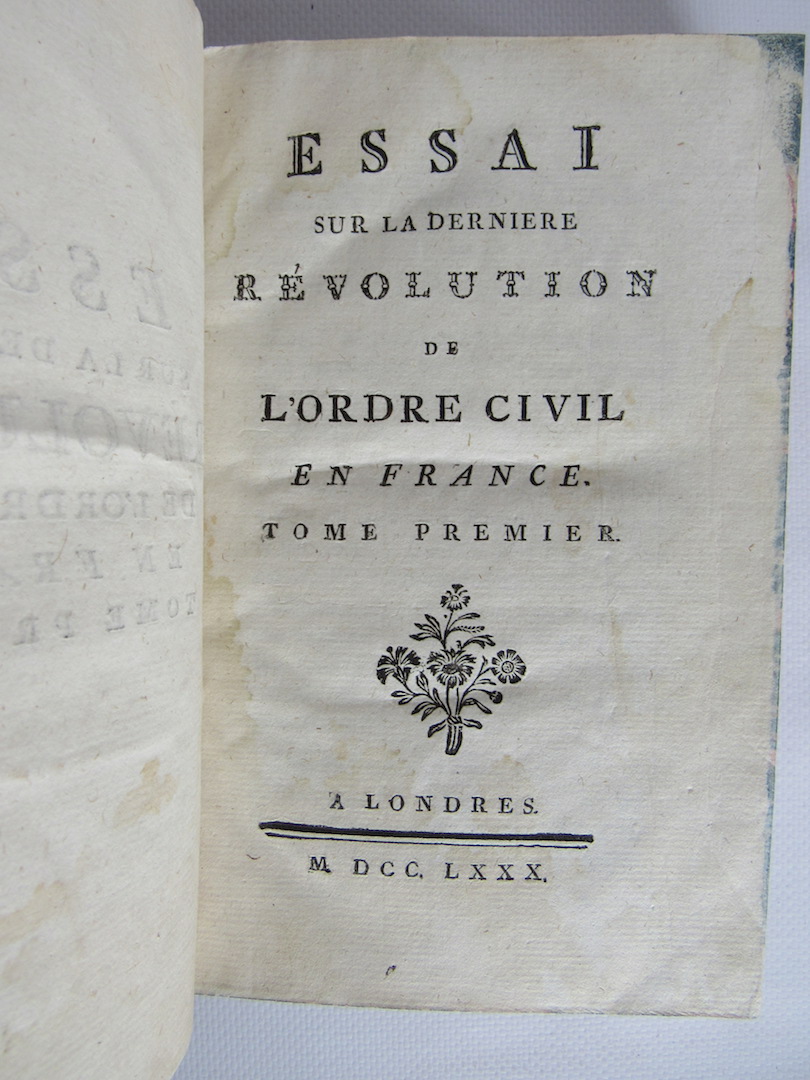 ESSAI
SUR LA DERNIERE
RÉVOLUTION
DE
L'ORDRE CIVIL
EN FRANCE.
TOME PREMIER.
A LONDRES.
M. DCC. LXXX.